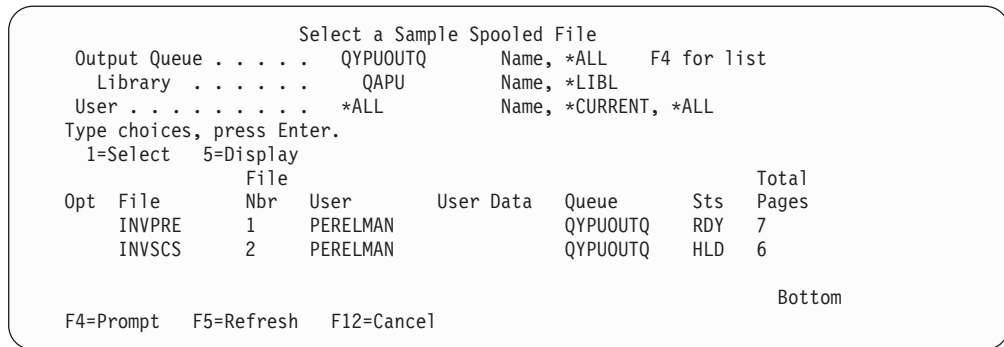 Select a Sample Spooled File
Output Queue . . . . . QYPUOUTQ Name, *ALL F4 for list
Library . . . . . . QAPU Name, *LIBL
User . . . . . . . . . *ALL Name, *CURRENT, *ALL
Type choices, press Enter.
1=Select 5=Display
File Total
Opt File Nbr User User Data Queue Sts Pages
INVPRE 1 PERELMAN QYPUOUTQ RDY 7
INVSCS 2 PERELMAN QYPUOUTQ HLD 6
Bottom
F4=Prompt F5=Refresh F12=Cancel